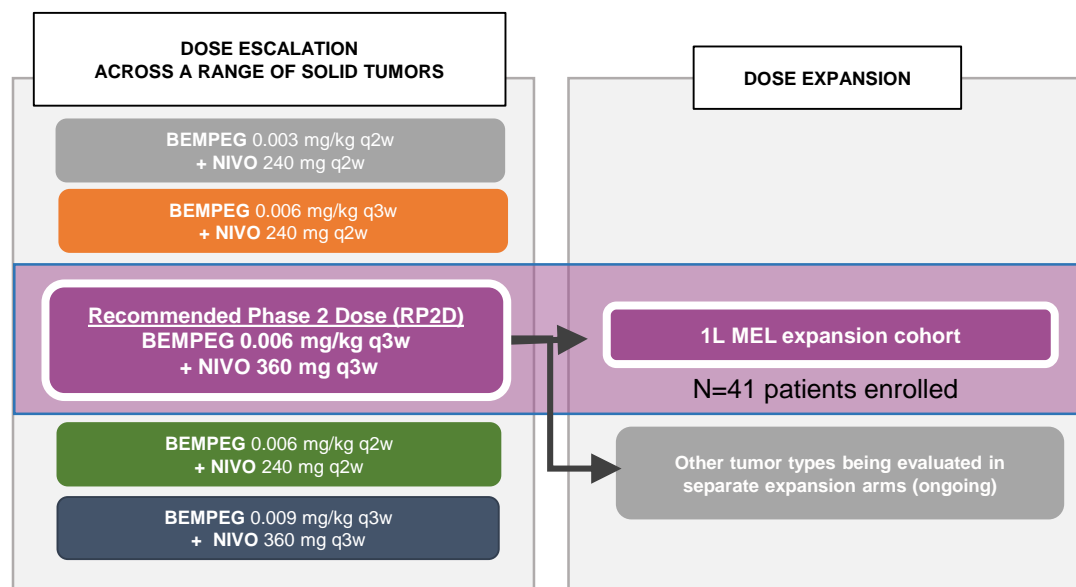 DOSE ESCALATION
ACROSS A RANGE OF SOLID TUMORS
BEMPEG 0.003 mg/kg q2w
+ NIVO 240 mg q2w
BEMPEG 0.006 mg/kg q3w
+ NIVO 240 mg q2w
Recommended Phase 2 Dose (RP2D)
BEMPEG 0.006 mg/kg q3w
+ NIVO 360 mg q3w
BEMPEG 0.006 mg/kg q2w
+ NIVO 240 mg q2w
BEMPEG 0.009 mg/kg q3w
+ NIVO 360 mg q3w
DOSE EXPANSION
1L MEL expansion cohort
N=41 patients enrolled
Other tumor types being evaluated in
separate expansion arms (ongoing)